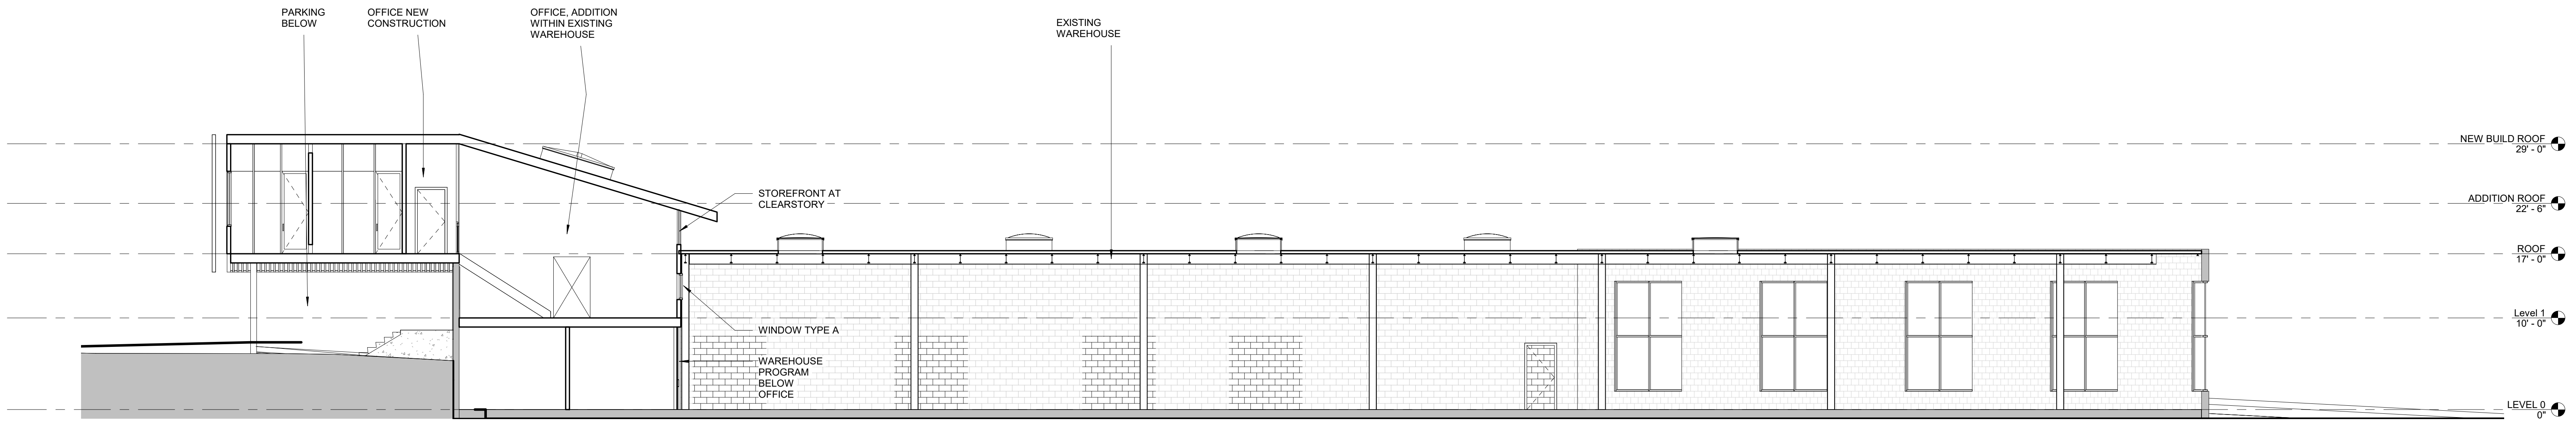 PARKING
BELOW
OFFICE NEW
CONSTRUCTION
OFFICE, ADDITION
WITHIN EXISTING
WAREHOUSE
EXISTING
WAREHOUSE
NEW BUILD ROOF
29' - 0"
STOREFRONT AT
CLEARSTORY
ADDITION ROOF
22' - 6"
ROOF
17' - 0"
Level 1
10' - 0"
WINDOW TYPE A
WAREHOUSE
PROGRAM
BELOW
OFFICE
LEVEL 0
0"